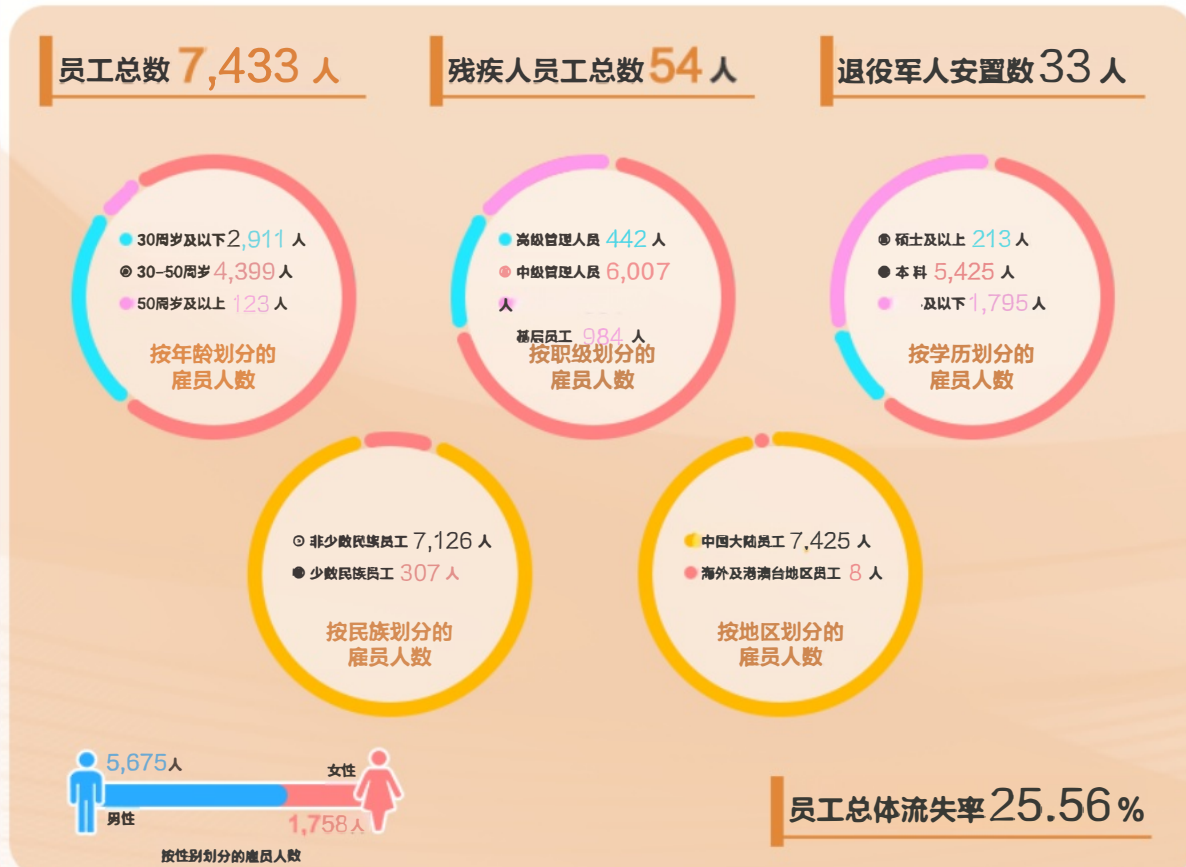 员工总数 7,433 人
残疾人员工总数 54 人
退役军人安置数 33 人
30周岁及以下 2,911 人
30-50周岁 4,399 人
50周岁及以上 123 人
按年龄划分的
雇员人数
高级管理人员 442 人
中级管理人员 6,007
人
基层员工 984 人
按职级划分的
雇员人数
硕士及以上 213 人
本科 5,425 人
及以下 1,795 人
按学历划分的
雇员人数
非少数民族员工 7,126 人
少数民族员工 307 人
按民族划分的
雇员人数
中国大陆员工 7,425 人
海外及港澳台地区员工 8 人
按地区划分的
雇员人数
5,675人
女性
男性
1,758人
按性别划分的雇员人数
员工总体流失率 25.56 %